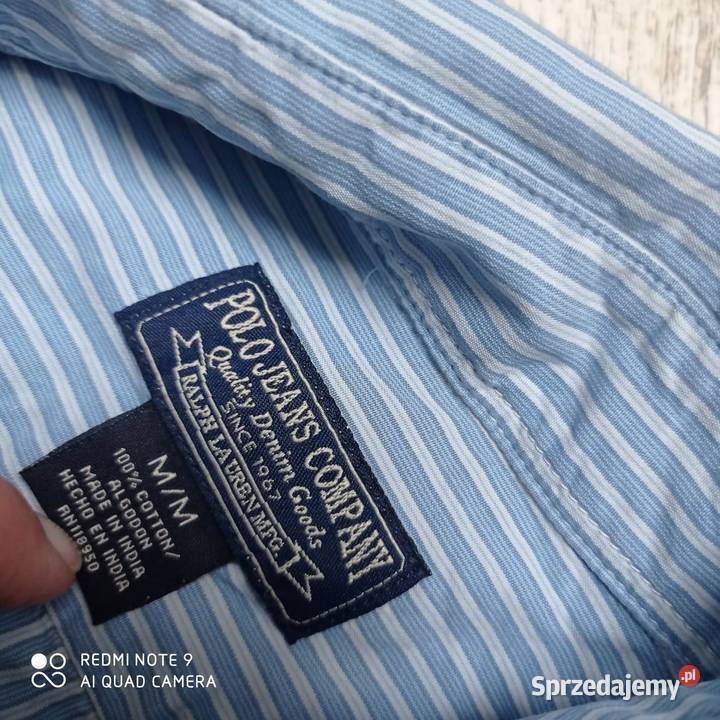 POLO JEANS COMPANY
Quality Denim Goods
SINCE 1967
RALPH LAUREN MFG.
M/M
100% COTTON/
ALGODON
MADE IN INDIA
HECHO EN INDIA
RN118950
REDMI NOTE 9
AI QUAD CAMERA
Sprzedajemy.pl